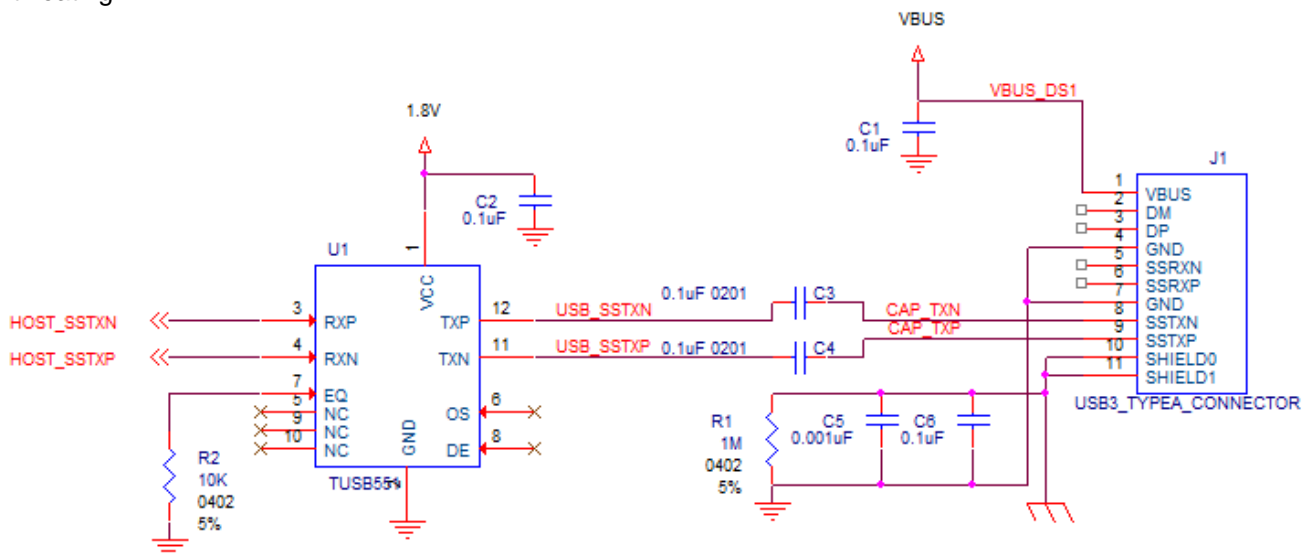 VBUS
VBUS_DS1
1.8V
C1
0.1uF
J1
C2
0.1uF
1 VBUS
2 DM
3 DP
4 GND
5 SSRXN
6 SSRXP
7 GND
8 SSTXN
9 SSTXP
10 SHIELD0
11 SHIELD1
USB3_TYPEA_CONNECTOR
U1
1 VCC
HOST_SSTXN 3 RXP TXP 12 USB_SSTXN 0.1uF 0201 C3 CAP_TXN
HOST_SSTXP 4 RXN TXN 11 USB_SSTXP 0.1uF 0201 C4 CAP_TXP
7 EQ
5 NC OS 6
9 NC
10 NC DE 8
GND
R2
10K
0402
5%
R1
1M
0402
5%
C5
0.001uF
C6
0.1uF